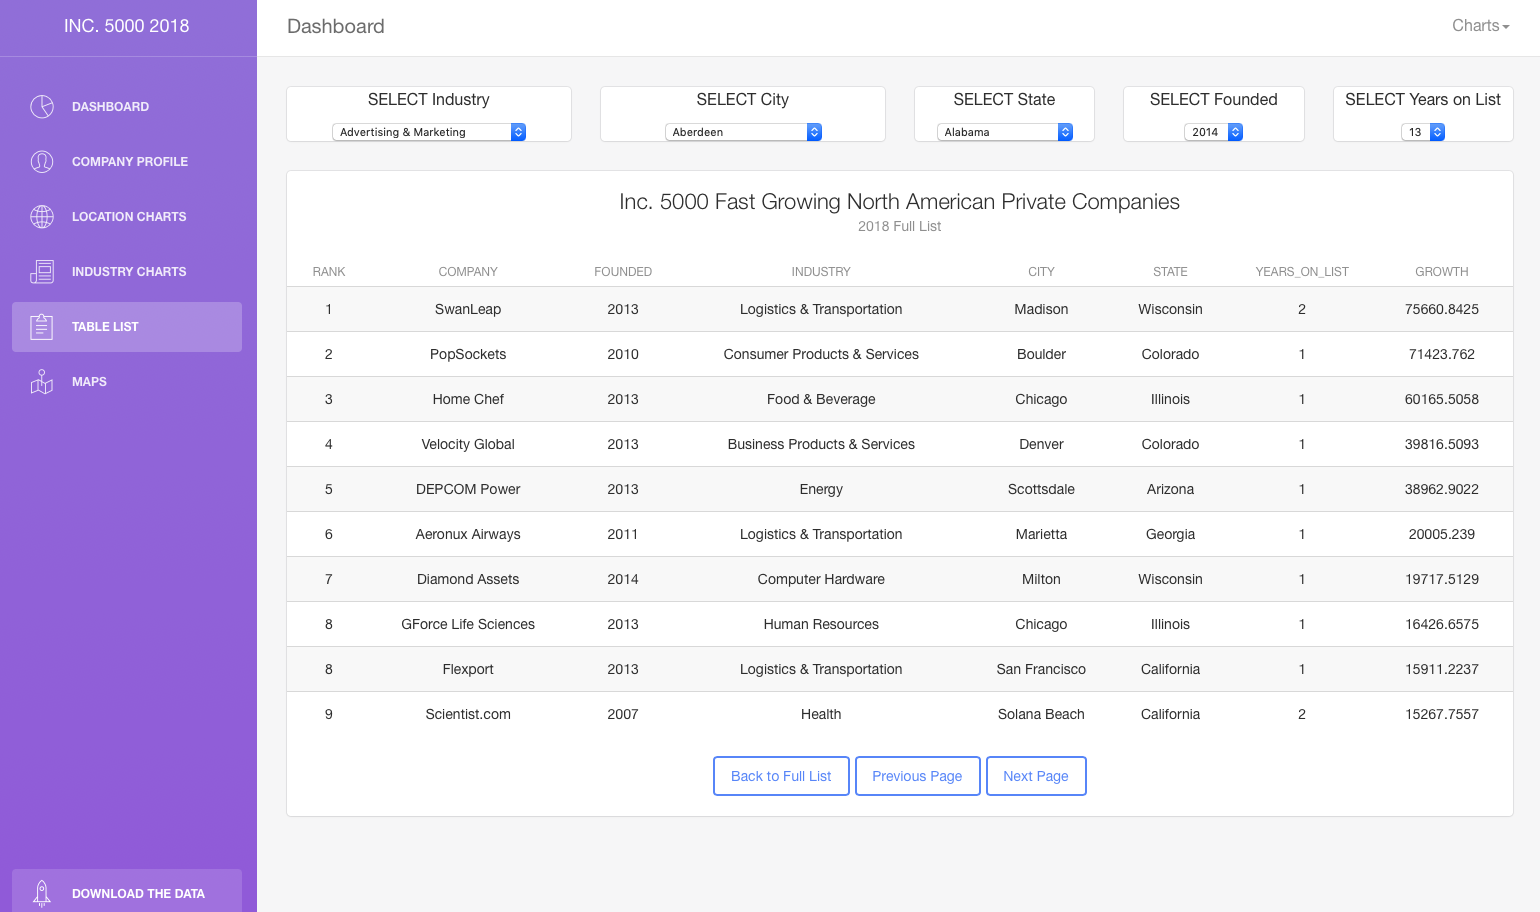 INC. 5000 2018
Dashboard
Charts
DASHBOARD
COMPANY PROFILE
LOCATION CHARTS
INDUSTRY CHARTS
TABLE LIST
MAPS
DOWNLOAD THE DATA
SELECT Industry
Advertising & Marketing
SELECT City
Aberdeen
SELECT State
Alabama
SELECT Founded
2014
SELECT Years on List
13
Inc. 5000 Fast Growing North American Private Companies
2018 Full List
RANK COMPANY FOUNDED INDUSTRY CITY STATE YEARS_ON_LIST GROWTH
1 SwanLeap 2013 Logistics & Transportation Madison Wisconsin 2 75660.8425
2 PopSockets 2010 Consumer Products & Services Boulder Colorado 1 71423.762
3 Home Chef 2013 Food & Beverage Chicago Illinois 1 60165.5058
4 Velocity Global 2013 Business Products & Services Denver Colorado 1 39816.5093
5 DEPCOM Power 2013 Energy Scottsdale Arizona 1 38962.9022
6 Aeronux Airways 2011 Logistics & Transportation Marietta Georgia 1 20005.239
7 Diamond Assets 2014 Computer Hardware Milton Wisconsin 1 19717.5129
8 GForce Life Sciences 2013 Human Resources Chicago Illinois 1 16426.6575
8 Flexport 2013 Logistics & Transportation San Francisco California 1 15911.2237
9 Scientist.com 2007 Health Solana Beach California 2 15267.7557
Back to Full List Previous Page Next Page